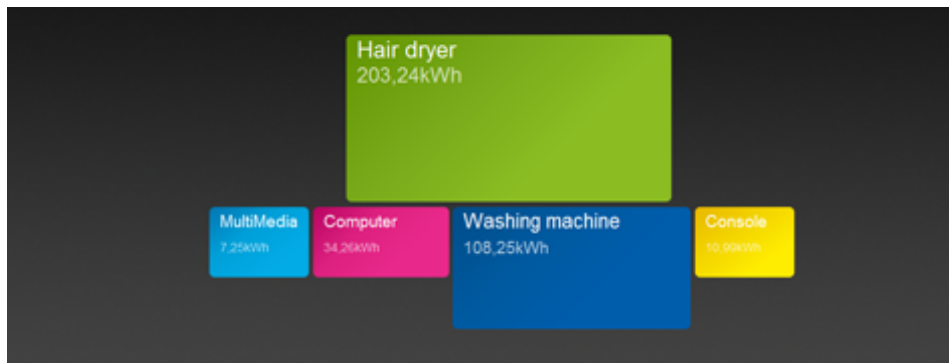 Hair dryer
203,24kWh
MultiMedia
7,25kWh
Computer
34,26kWh
Washing machine
108,25kWh
Console
10,99kWh